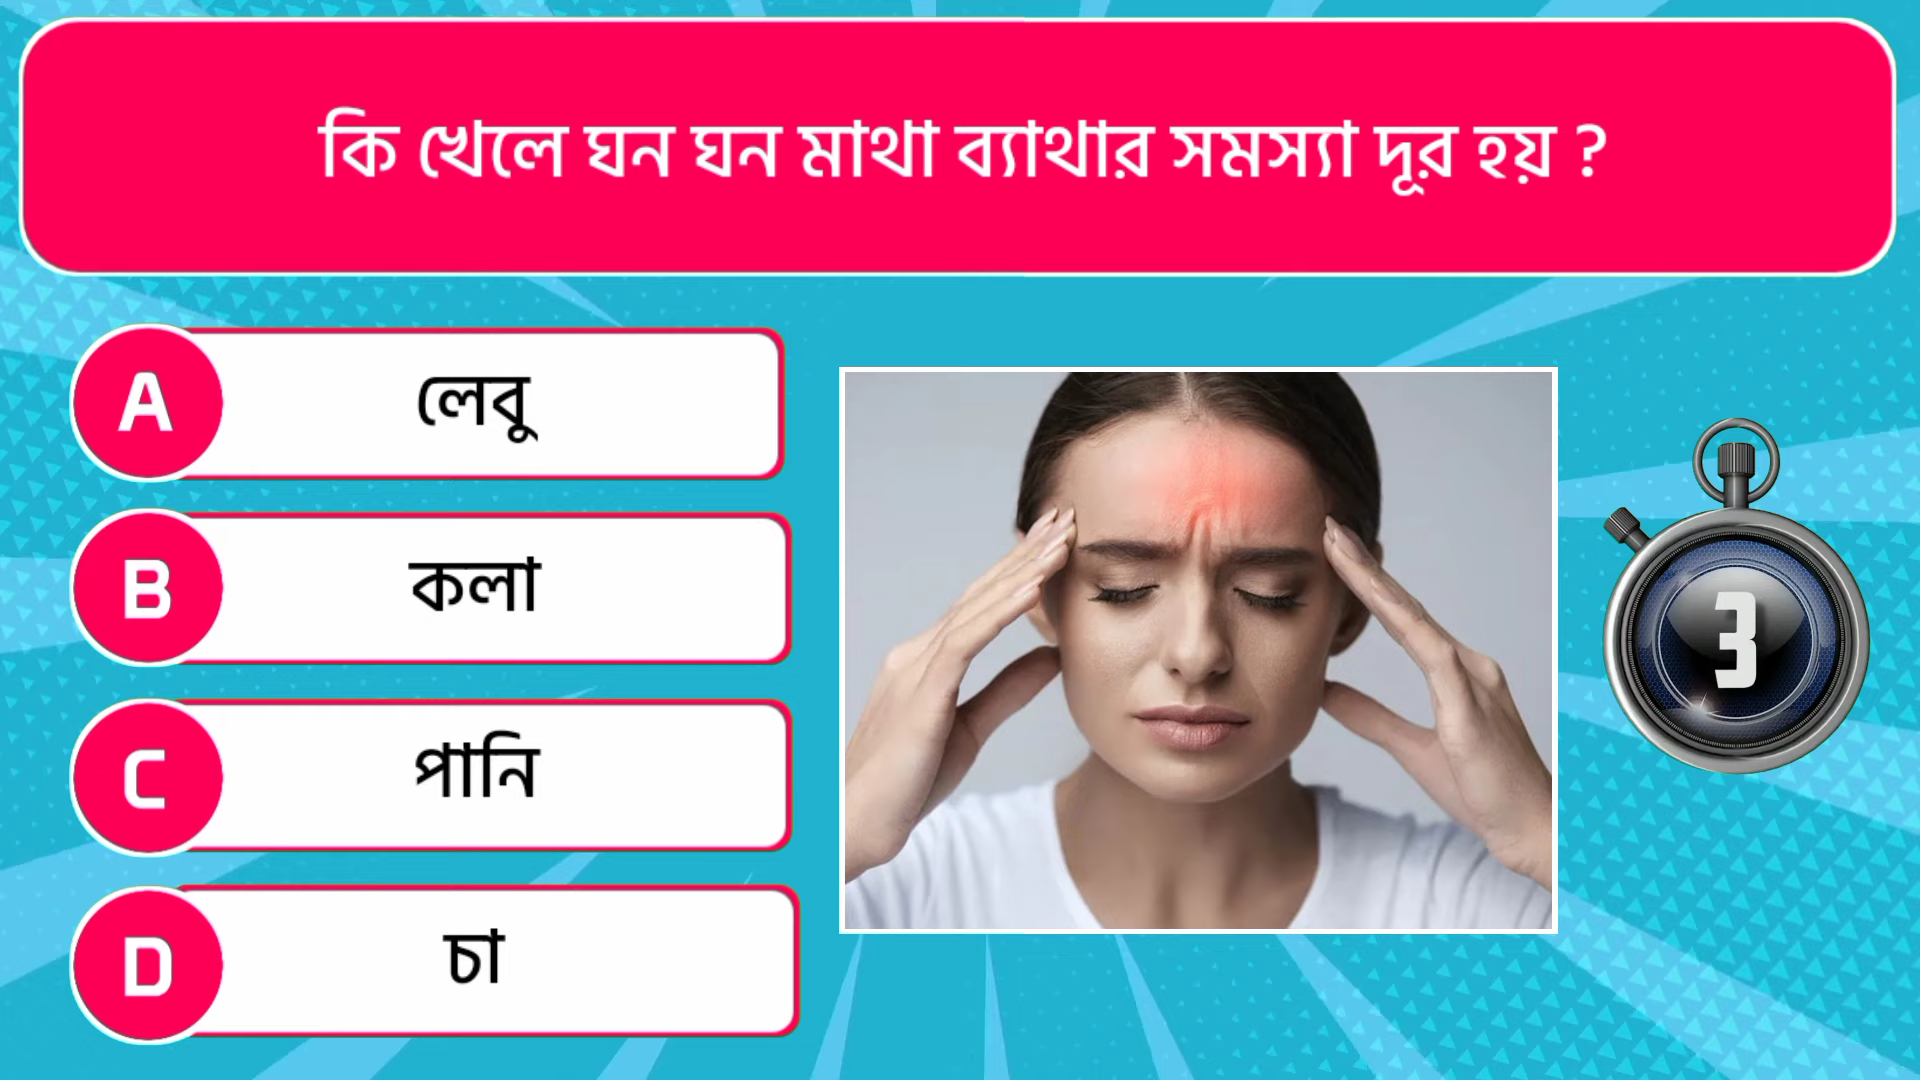 কি খেলে ঘন ঘন মাথা ব্যাথার সমস্যা দূর হয় ?
A লেবু
B কলা
3
C পানি
D চা